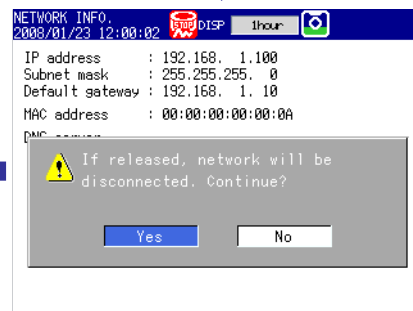 NETWORK INFO.
2008/01/23 12:00:02 STOP DISP 1hour
IP address : 192.168. 1.100
Subnet mask : 255.255.255. 0
Default gateway : 192.168. 1. 10
MAC address : 00:00:00:00:00:0A
If released, network will be
disconnected. Continue?
Yes No